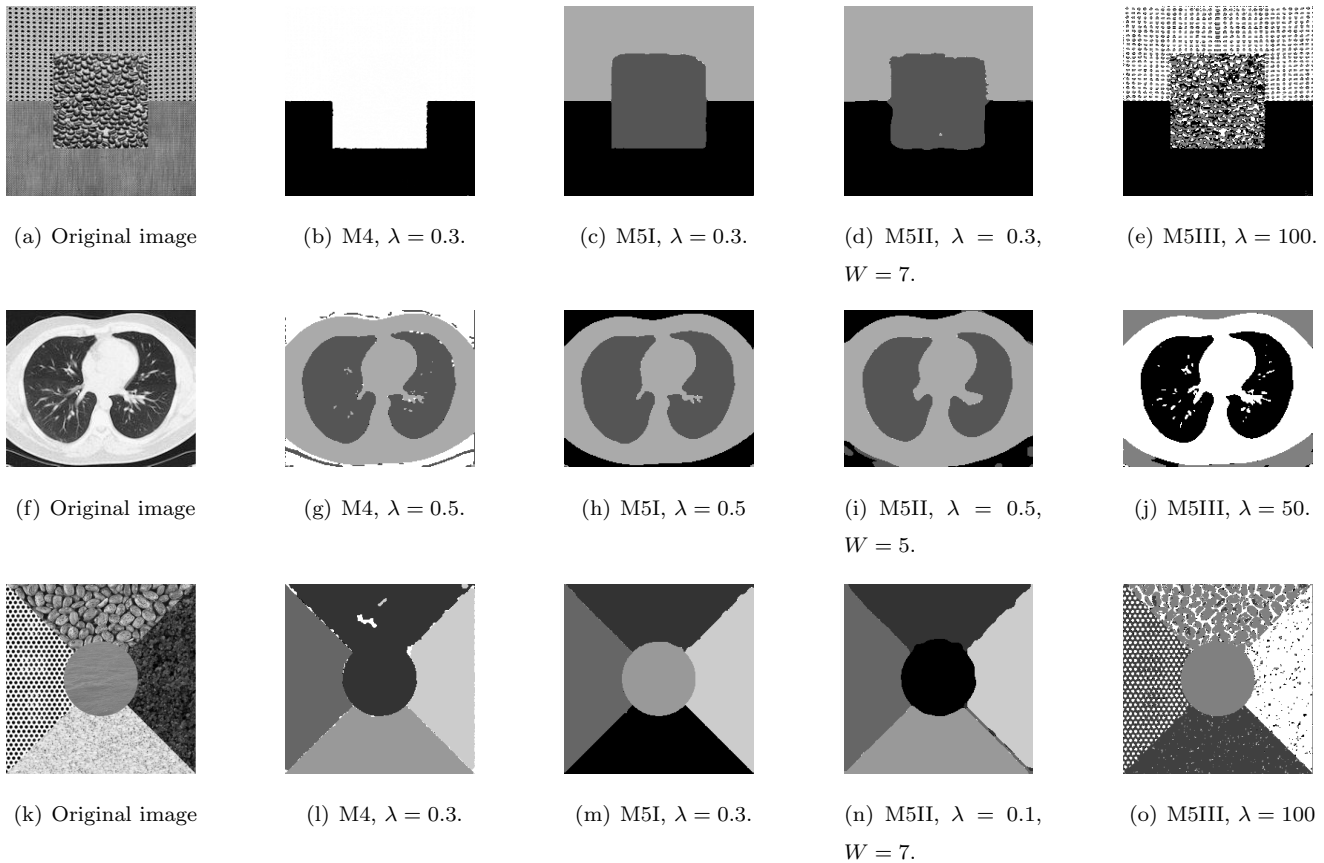 (a) Original image
(b) M4, λ = 0.3.
(c) M5I, λ = 0.3.
(d) M5II, λ = 0.3,
W = 7.
(e) M5III, λ = 100.
(f) Original image
(g) M4, λ = 0.5.
(h) M5I, λ = 0.5
(i) M5II, λ = 0.5,
W = 5.
(j) M5III, λ = 50.
(k) Original image
(l) M4, λ = 0.3.
(m) M5I, λ = 0.3.
(n) M5II, λ = 0.1,
W = 7.
(o) M5III, λ = 100